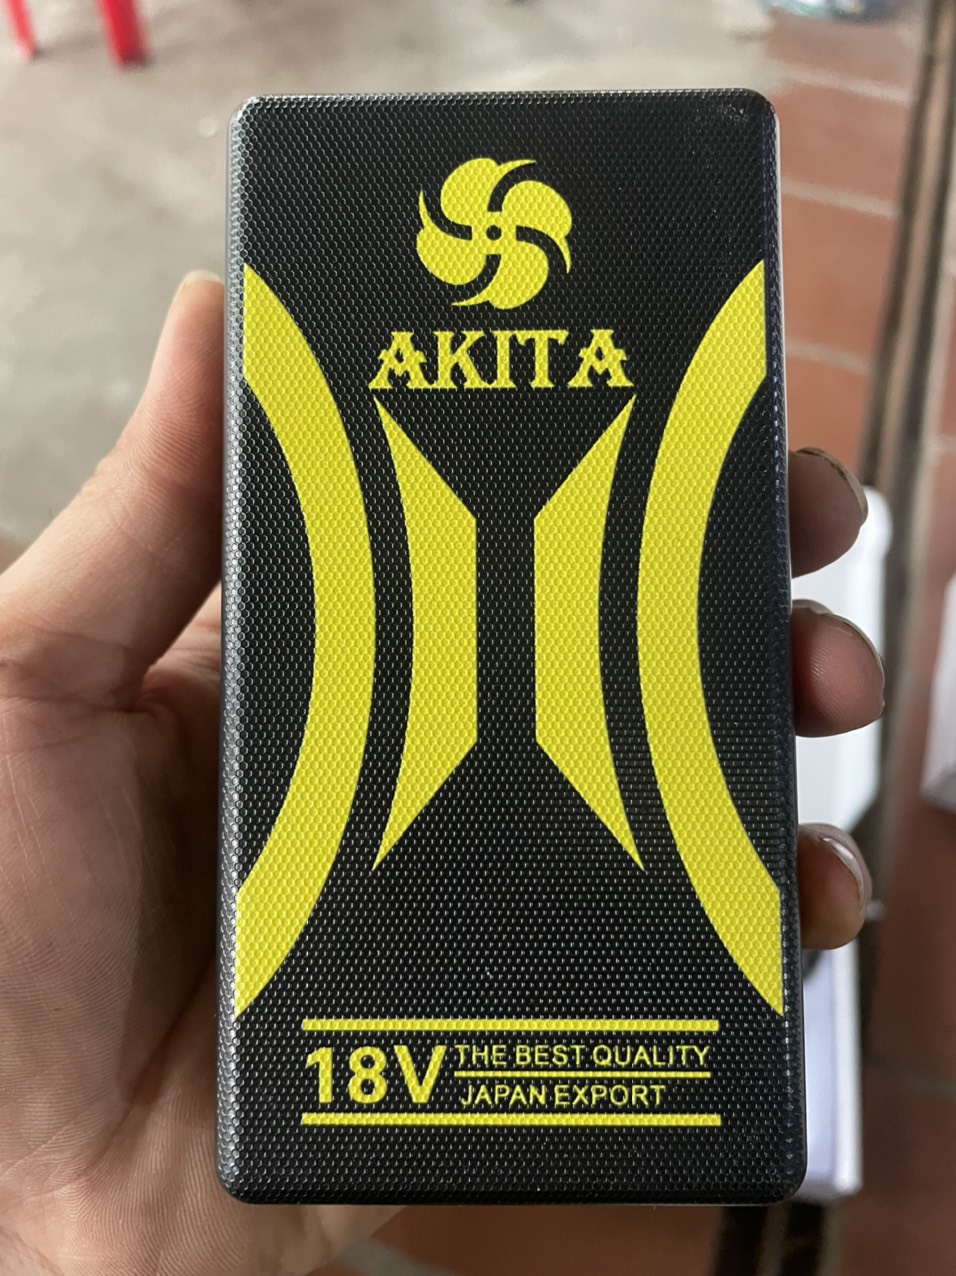 AKITA
18V THE BEST QUALITY
JAPAN EXPORT